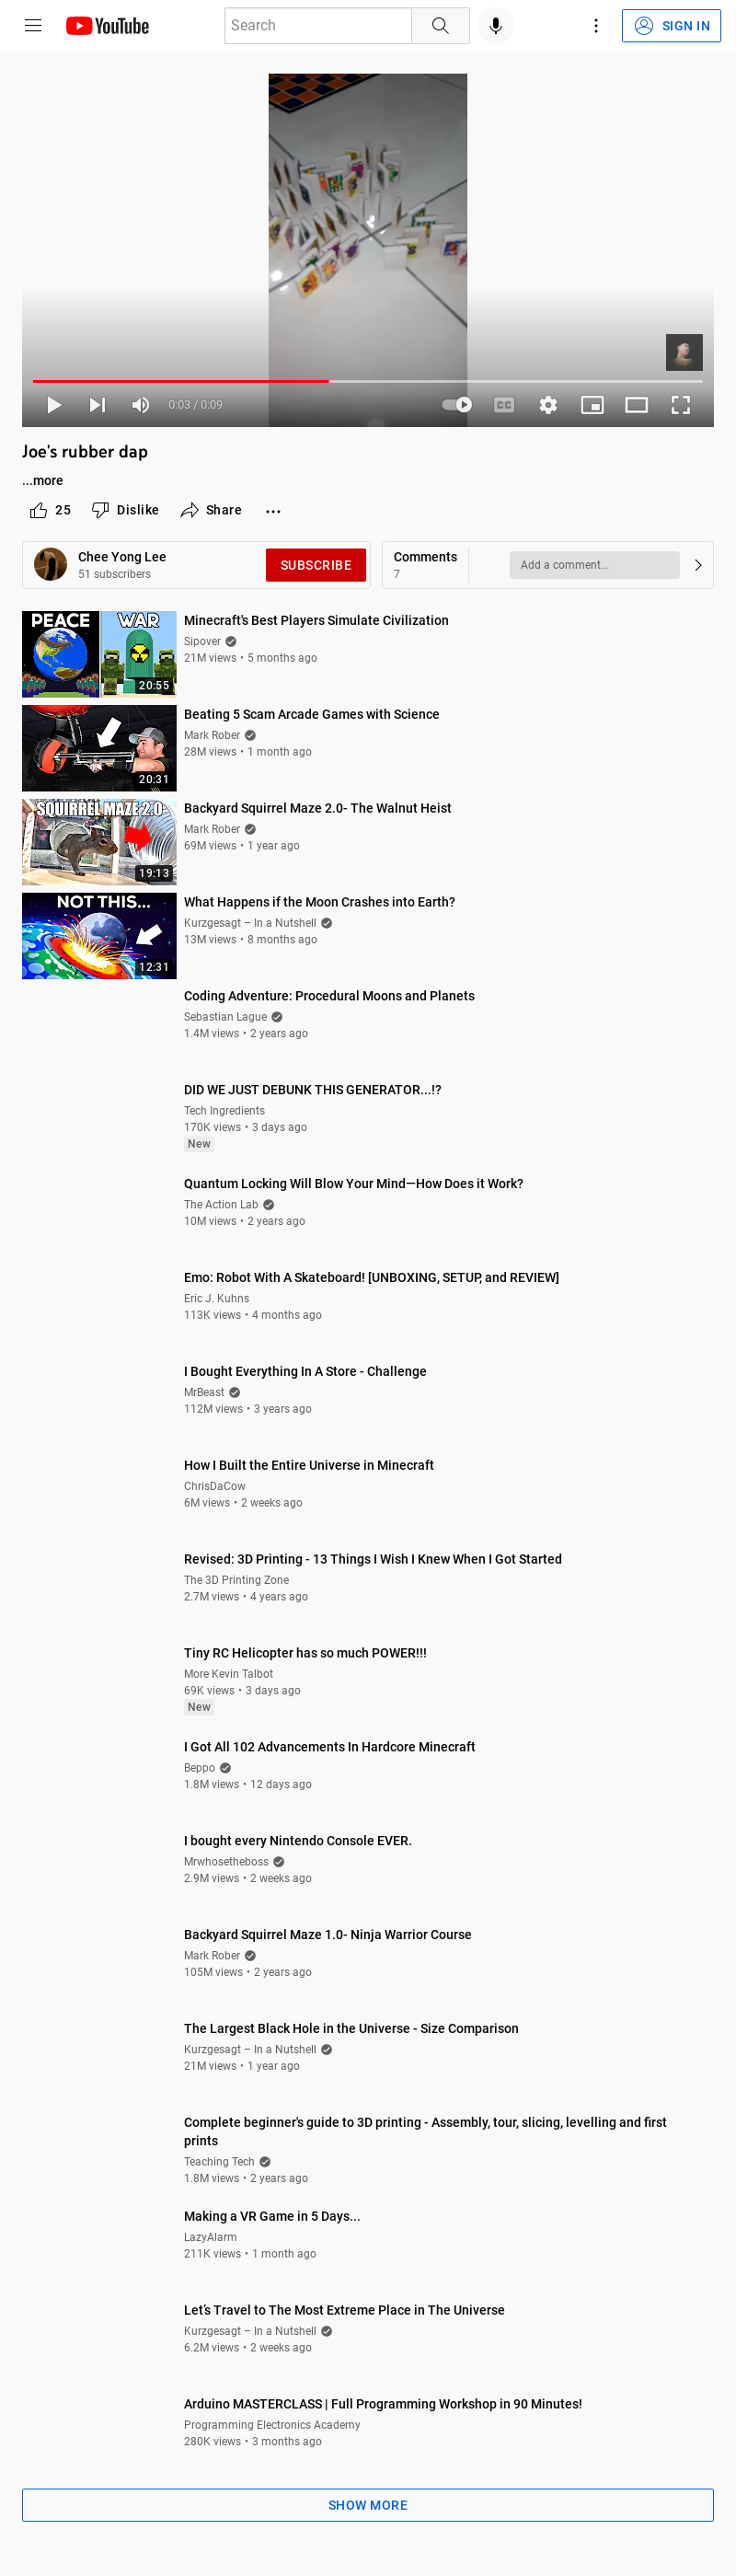 YouTube
Search
SIGN IN
0:03 / 0:09
CC
Joe's rubber dap
...more
25
Dislike
Share
Chee Yong Lee
51 subscribers
SUBSCRIBE
Comments
7
Add a comment...
PEACE
WAR
20:55
Minecraft's Best Players Simulate Civilization
Sipover
21M views • 5 months ago
20:31
Beating 5 Scam Arcade Games with Science
Mark Rober
28M views • 1 month ago
SQUIRREL MAZE 2.0
19:13
Backyard Squirrel Maze 2.0- The Walnut Heist
Mark Rober
69M views • 1 year ago
NOT THIS...
12:31
What Happens if the Moon Crashes into Earth?
Kurzgesagt – In a Nutshell
13M views • 8 months ago
Coding Adventure: Procedural Moons and Planets
Sebastian Lague
1.4M views • 2 years ago
DID WE JUST DEBUNK THIS GENERATOR...!?
Tech Ingredients
170K views • 3 days ago
New
Quantum Locking Will Blow Your Mind—How Does it Work?
The Action Lab
10M views • 2 years ago
Emo: Robot With A Skateboard! [UNBOXING, SETUP, and REVIEW]
Eric J. Kuhns
113K views • 4 months ago
I Bought Everything In A Store - Challenge
MrBeast
112M views • 3 years ago
How I Built the Entire Universe in Minecraft
ChrisDaCow
6M views • 2 weeks ago
Revised: 3D Printing - 13 Things I Wish I Knew When I Got Started
The 3D Printing Zone
2.7M views • 4 years ago
Tiny RC Helicopter has so much POWER!!!
More Kevin Talbot
69K views • 3 days ago
New
I Got All 102 Advancements In Hardcore Minecraft
Beppo
1.8M views • 12 days ago
I bought every Nintendo Console EVER.
Mrwhosetheboss
2.9M views • 2 weeks ago
Backyard Squirrel Maze 1.0- Ninja Warrior Course
Mark Rober
105M views • 2 years ago
The Largest Black Hole in the Universe - Size Comparison
Kurzgesagt – In a Nutshell
21M views • 1 year ago
Complete beginner's guide to 3D printing - Assembly, tour, slicing, levelling and first
prints
Teaching Tech
1.8M views • 2 years ago
Making a VR Game in 5 Days...
LazyAlarm
211K views • 1 month ago
Let’s Travel to The Most Extreme Place in The Universe
Kurzgesagt – In a Nutshell
6.2M views • 2 weeks ago
Arduino MASTERCLASS | Full Programming Workshop in 90 Minutes!
Programming Electronics Academy
280K views • 3 months ago
SHOW MORE